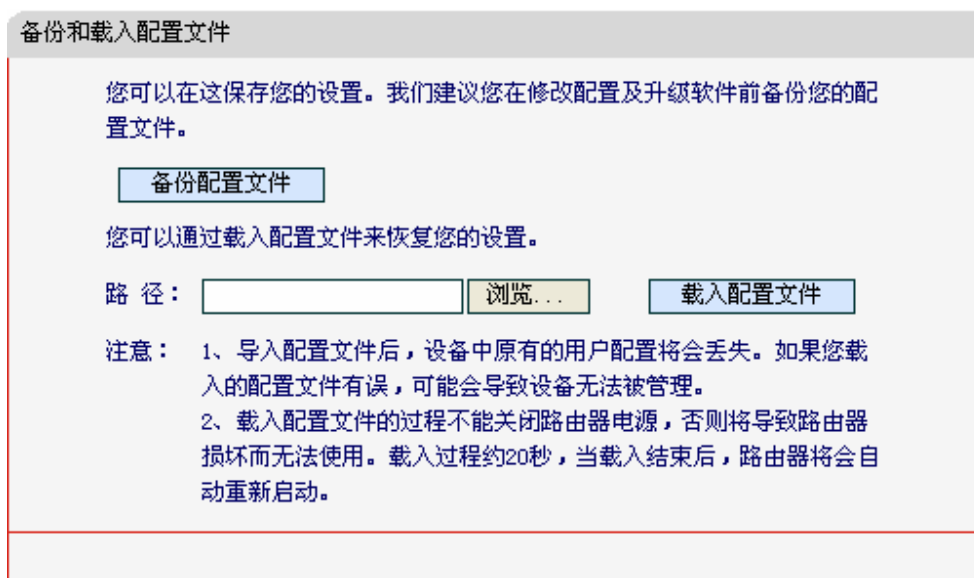 备份和载入配置文件
您可以在这保存您的设置。我们建议您在修改配置及升级软件前备份您的配
置文件。
备份配置文件
您可以通过载入配置文件来恢复您的设置。
路 径： 浏览... 载入配置文件
注意： 1、导入配置文件后，设备中原有的用户配置将会丢失。如果您载
入的配置文件有误，可能会导致设备无法被管理。
2、载入配置文件的过程不能关闭路由器电源，否则将导致路由器
损坏而无法使用。载入过程约20秒，当载入结束后，路由器将会自
动重新启动。